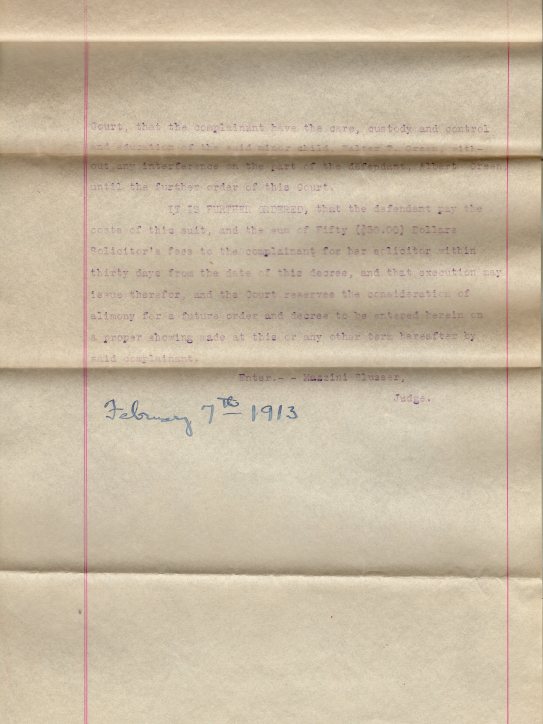 Court, that the complainant have the care, custody and control
and education of the said minor child, Green, with-
out any interference on the part of the defendant, Albert Green,
until the further order of this Court.
IT IS FURTHER ORDERED, that the defendant pay the
costs of this suit, and the sum of Fifty ($50.00) Dollars
Solicitor's fees to the complainant for her solicitor within
thirty days from the date of this decree, and that execution may
issue therefor, and the Court reserves the consideration of
alimony for a future order and decree to be entered herein on
a proper showing made at this or any other term hereafter by
said complainant.
Enter.- - Mazzini Slusser,
Judge.
February 7th 1913